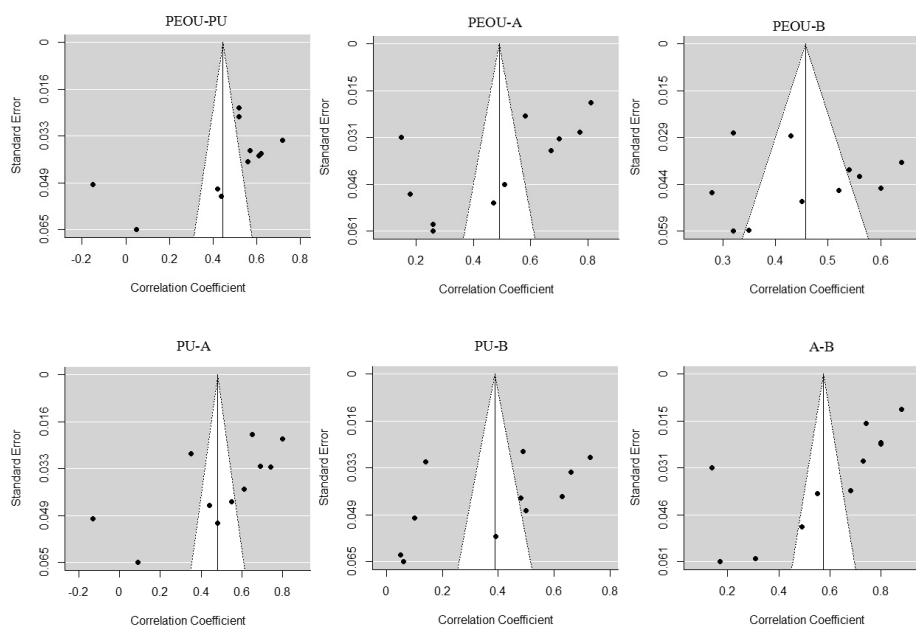 PEOU-PU
Standard Error
0
0.016
0.033
0.048
0.065
-0.2 0 0.2 0.4 0.6 0.8
Correlation Coefficient
PEOU-A
Standard Error
0
0.015
0.031
0.046
0.061
0.2 0.4 0.6 0.8
Correlation Coefficient
PEOU-B
Standard Error
0
0.015
0.029
0.044
0.059
0.3 0.4 0.5 0.6
Correlation Coefficient
PU-A
Standard Error
0
0.016
0.033
0.049
0.065
-0.2 0 0.2 0.4 0.6 0.8
Correlation Coefficient
PU-B
Standard Error
0
0.016
0.033
0.049
0.065
0 0.2 0.4 0.6 0.8
Correlation Coefficient
A-B
Standard Error
0
0.015
0.031
0.046
0.061
0.2 0.4 0.6 0.8
Correlation Coefficient